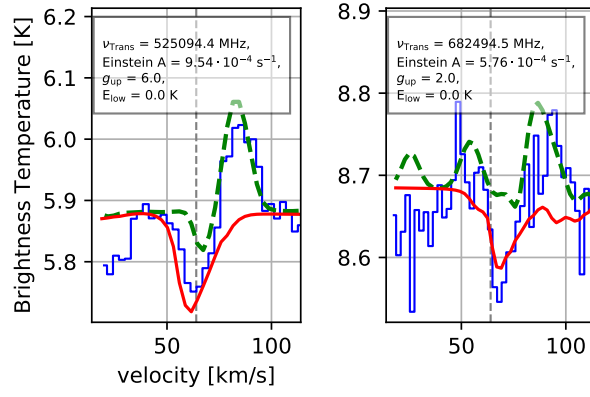 Brightness Temperature [K]
6.2
6.1
6.0
5.9
5.8
ν_Trans = 525094.4 MHz,
Einstein A = 9.54 · 10⁻⁴ s⁻¹,
g_up = 6.0,
E_low = 0.0 K
50
100
velocity [km/s]
8.9
8.8
8.7
8.6
ν_Trans = 682494.5 MHz,
Einstein A = 5.76 · 10⁻⁴ s⁻¹,
g_up = 2.0,
E_low = 0.0 K
50
100